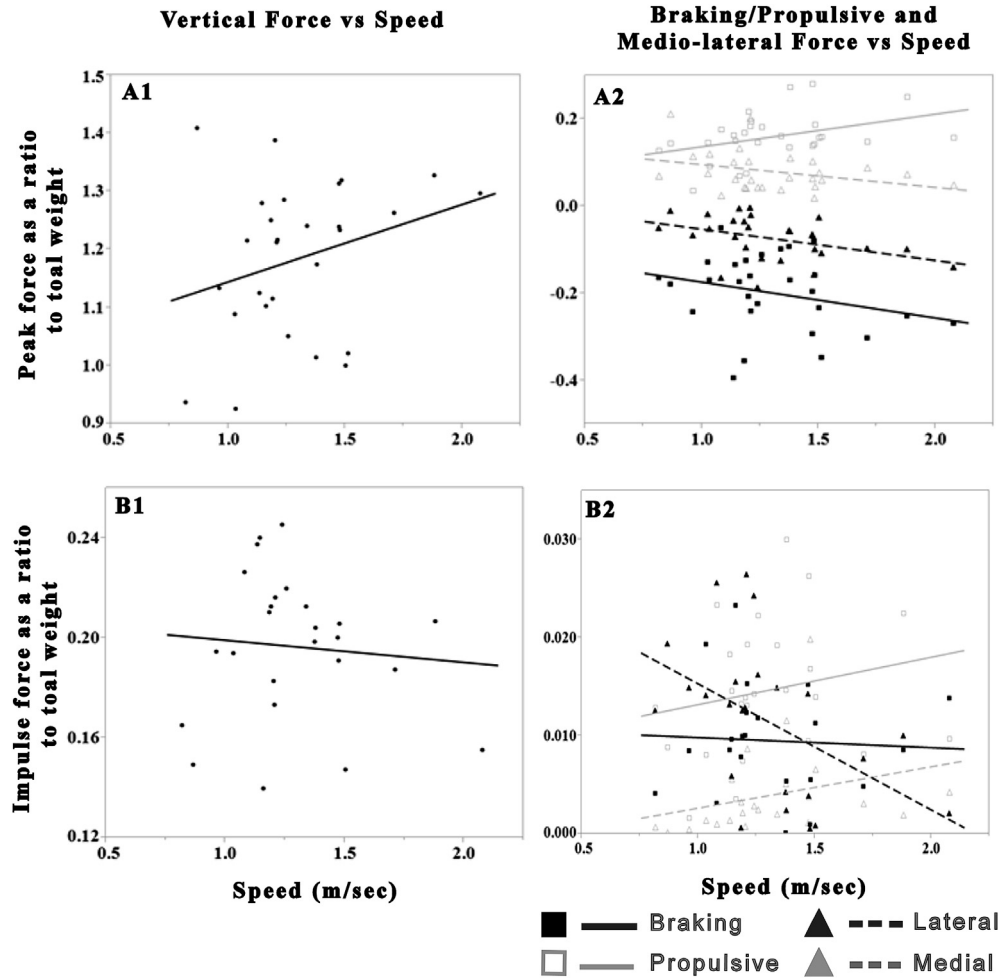 Vertical Force vs Speed
Braking/Propulsive and
Medio-lateral Force vs Speed
Peak force as a ratio
to toal weight
A1
1.5
1.4
1.3
1.2
1.1
1.0
0.9
0.5 1.0 1.5 2.0
A2
0.2
0.0
-0.2
-0.4
0.5 1.0 1.5 2.0
Impulse force as a ratio
to toal weight
B1
0.24
0.20
0.16
0.12
0.5 1.0 1.5 2.0
Speed (m/sec)
B2
0.030
0.020
0.010
0.000
0.5 1.0 1.5 2.0
Speed (m/sec)
Braking Lateral
Propulsive Medial